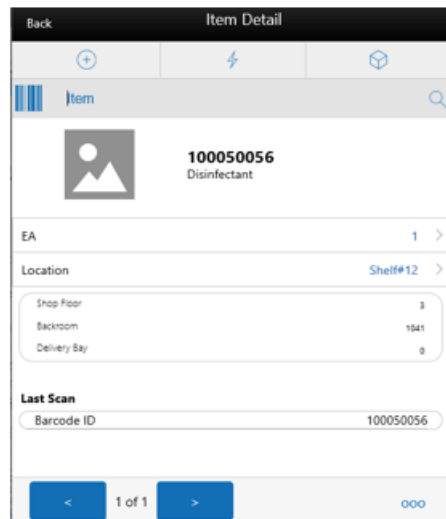 Back Item Detail
Item
100050056
Disinfectant
EA 1 >
Location Shelf#12 >
Shop Floor 3
Backroom 1041
Delivery Bay 0
Last Scan
Barcode ID 100050056
< 1 of 1 > ooo